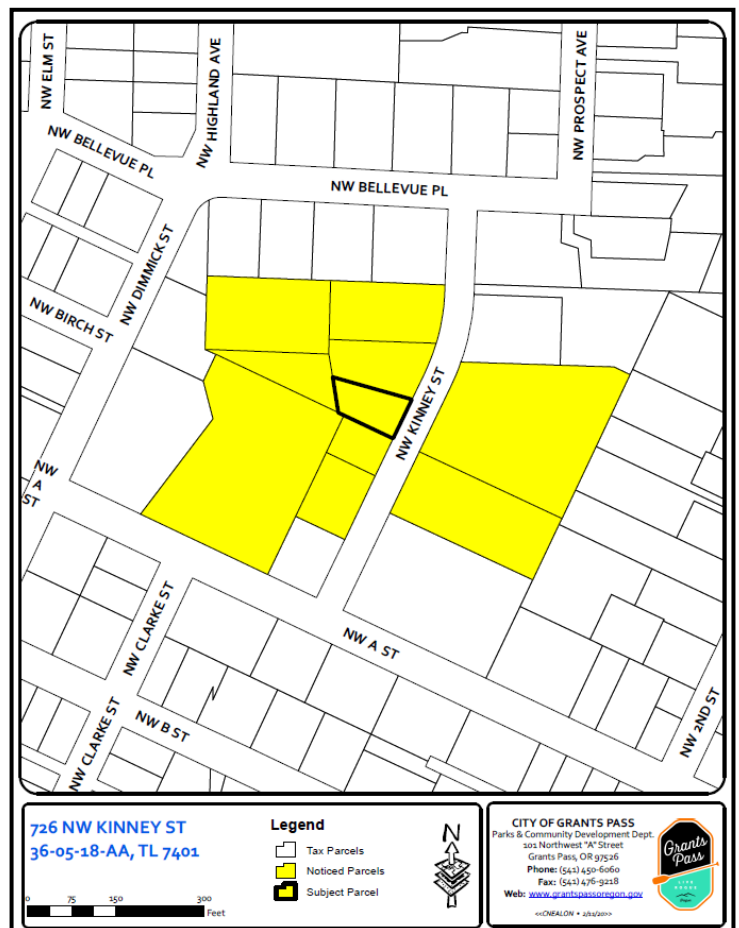 NW ELM ST
NW HIGHLAND AVE
NW PROSPECT AVE
NW BELLEVUE PL
NW BELLEVUE PL
NW DIMMICK ST
NW BIRCH ST
NW KINNEY ST
NW
A
ST
NW CLARKE ST
NW A ST
NW CLARKE ST
NW B ST
NW 2ND ST
726 NW KINNEY ST
36-05-18-AA, TL 7401
0 75 150 300
Feet
Legend
Tax Parcels
Noticed Parcels
Subject Parcel
N
CITY OF GRANTS PASS
Parks & Community Development Dept.
101 Northwest "A" Street
Grants Pass, OR 97526
Phone: (541) 450-6060
Fax: (541) 476-9218
Web: www.grantspassoregon.gov
<<CNEALON • 2/11/20>>
Grants
Pass